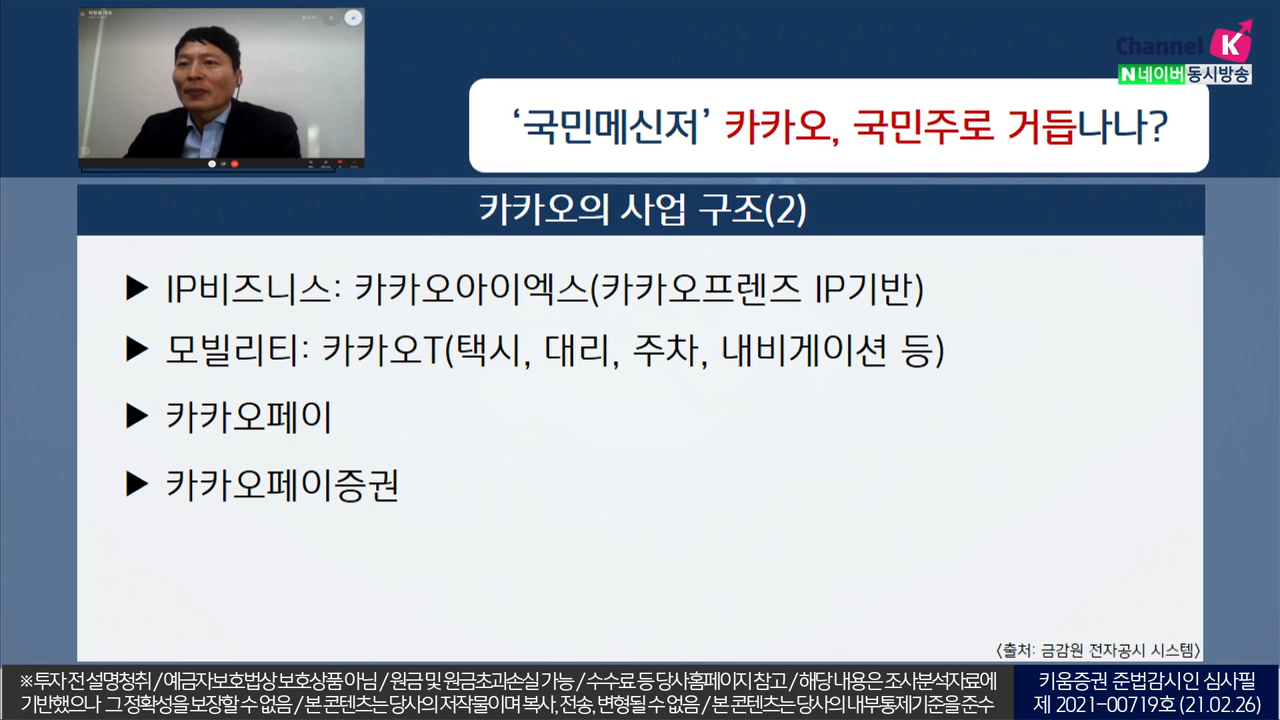 Channel K
N네이버 동시방송
‘국민메신저’ 카카오, 국민주로 거듭나나?
카카오의 사업 구조(2)
▶ IP비즈니스: 카카오아이엑스(카카오프렌즈 IP기반)
▶ 모빌리티: 카카오T(택시, 대리, 주차, 내비게이션 등)
▶ 카카오페이
▶ 카카오페이증권
〈출처: 금감원 전자공시 시스템〉
※ 투자 전 설명청취 / 예금자보호법상 보호상품 아님 / 원금 및 원금초과손실 가능 / 수수료 등 당사홈페이지 참고 / 해당 내용은 조사분석자료에
기반했으나 그 정확성을 보장할 수 없음 / 본 콘텐츠는 당사의 저작물이며 복사, 전송, 변형될 수 없음 / 본 콘텐츠는 당사의 내부통제기준을 준수
키움증권 준법감시인 심사필
제 2021-00719호 (21.02.26)